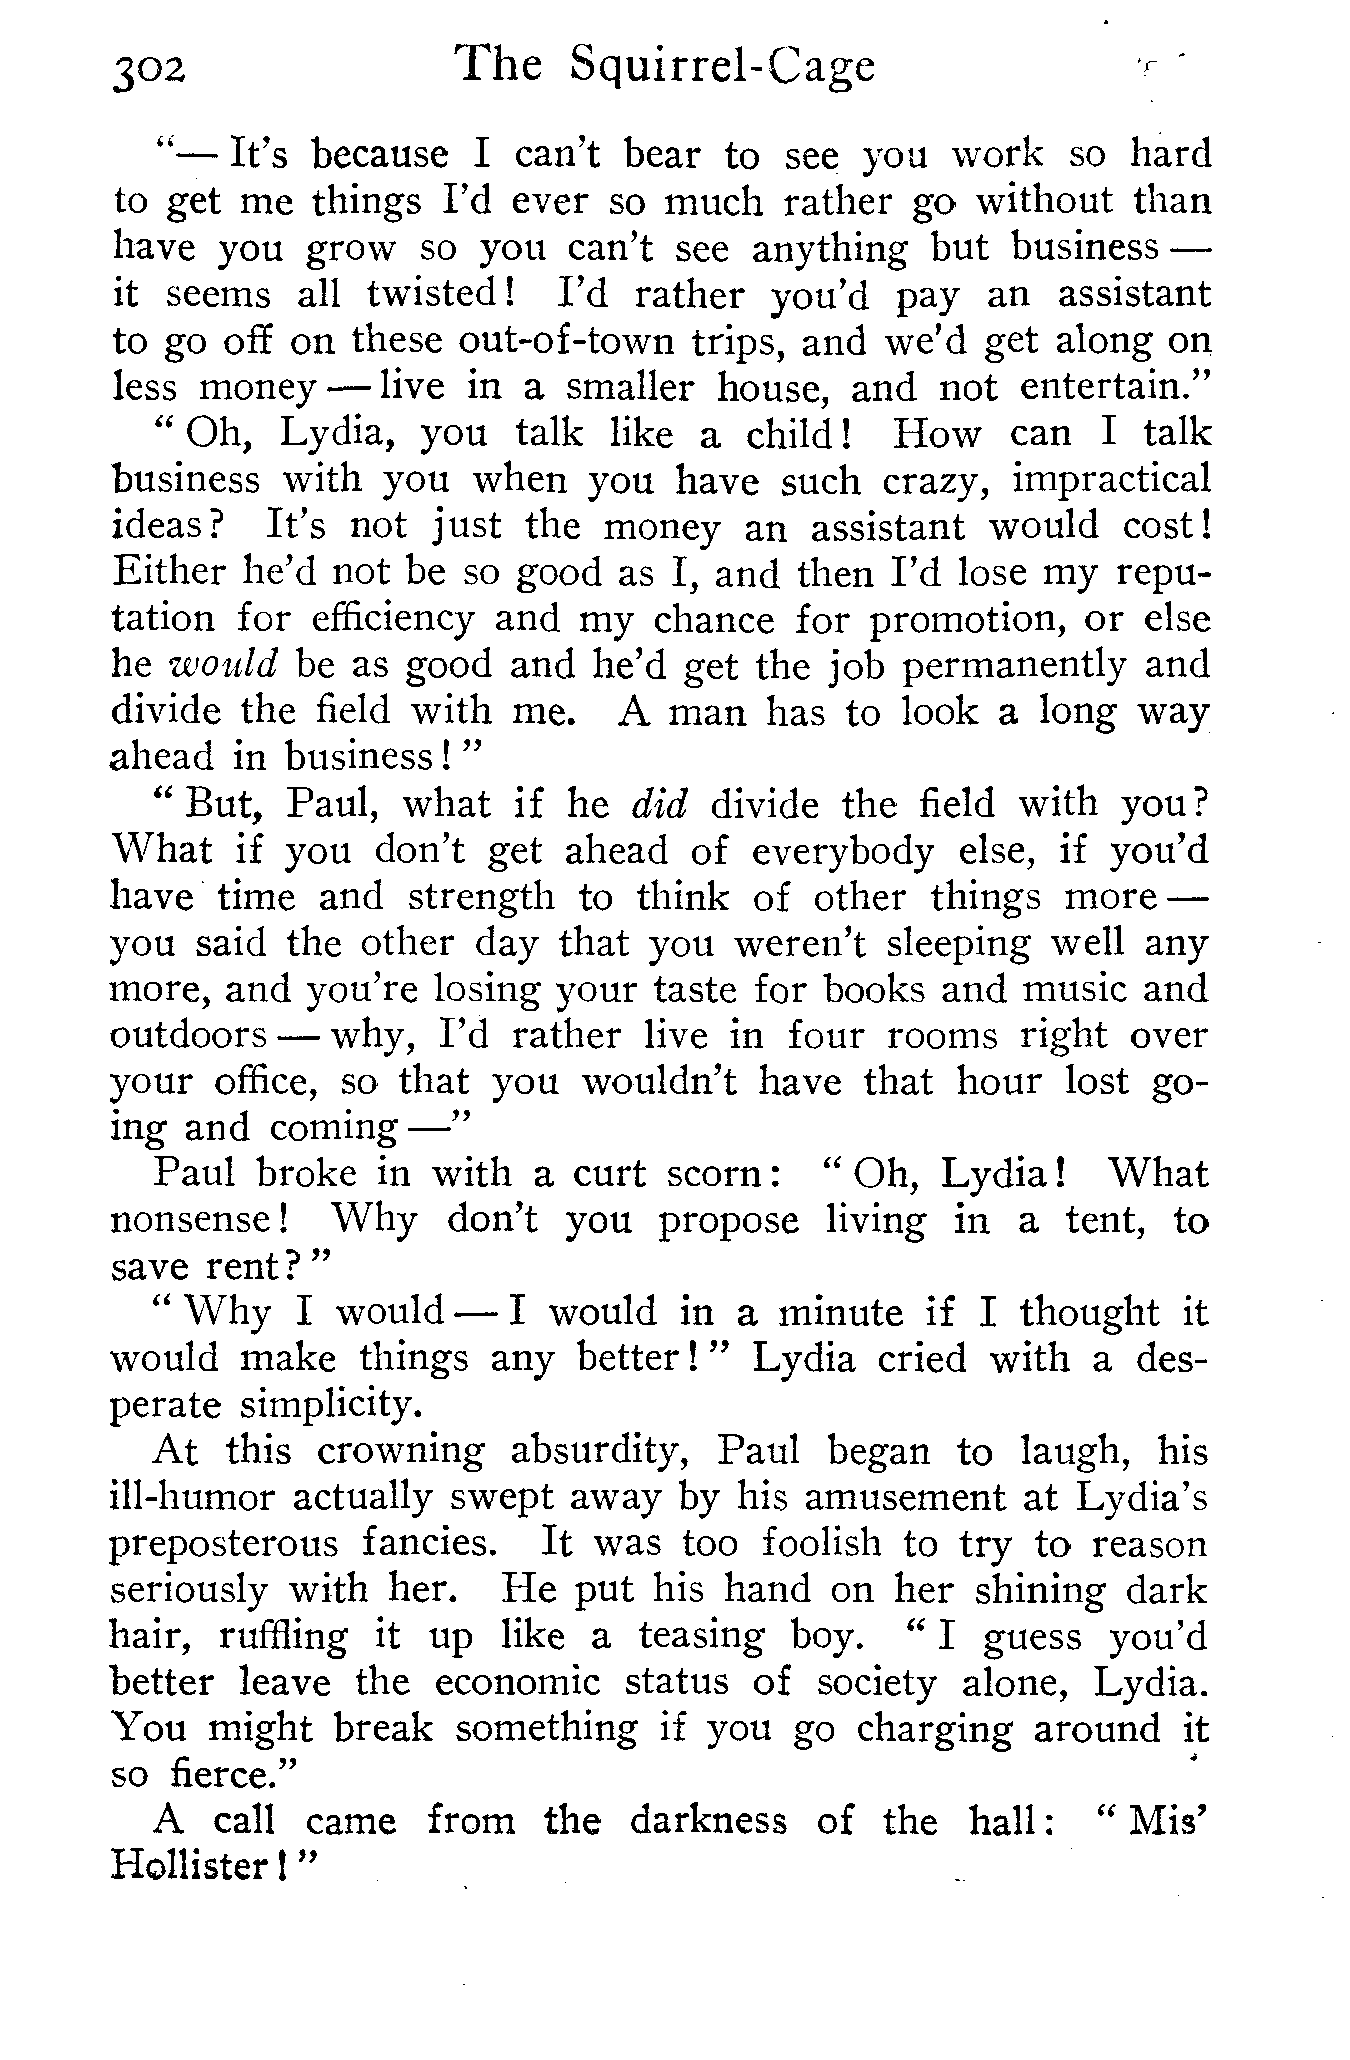 302 The Squirrel-Cage
"— It's because I can't bear to see you work so hard
to get me things I'd ever so much rather go without than
have you grow so you can't see anything but business —
it seems all twisted! I'd rather you'd pay an assistant
to go off on these out-of-town trips, and we'd get along on
less money — live in a smaller house, and not entertain."
"Oh, Lydia, you talk like a child! How can I talk
business with you when you have such crazy, impractical
ideas? It's not just the money an assistant would cost!
Either he'd not be so good as I, and then I'd lose my repu-
tation for efficiency and my chance for promotion, or else
he would be as good and he'd get the job permanently and
divide the field with me. A man has to look a long way
ahead in business!"
"But, Paul, what if he did divide the field with you?
What if you don't get ahead of everybody else, if you'd
have time and strength to think of other things more —
you said the other day that you weren't sleeping well any
more, and you're losing your taste for books and music and
outdoors — why, I'd rather live in four rooms right over
your office, so that you wouldn't have that hour lost go-
ing and coming —"
Paul broke in with a curt scorn: "Oh, Lydia! What
nonsense! Why don't you propose living in a tent, to
save rent?"
"Why I would — I would in a minute if I thought it
would make things any better!" Lydia cried with a des-
perate simplicity.
At this crowning absurdity, Paul began to laugh, his
ill-humor actually swept away by his amusement at Lydia's
preposterous fancies. It was too foolish to try to reason
seriously with her. He put his hand on her shining dark
hair, ruffling it up like a teasing boy. "I guess you'd
better leave the economic status of society alone, Lydia.
You might break something if you go charging around it
so fierce."
A call came from the darkness of the hall: "Mis'
Hollister!"